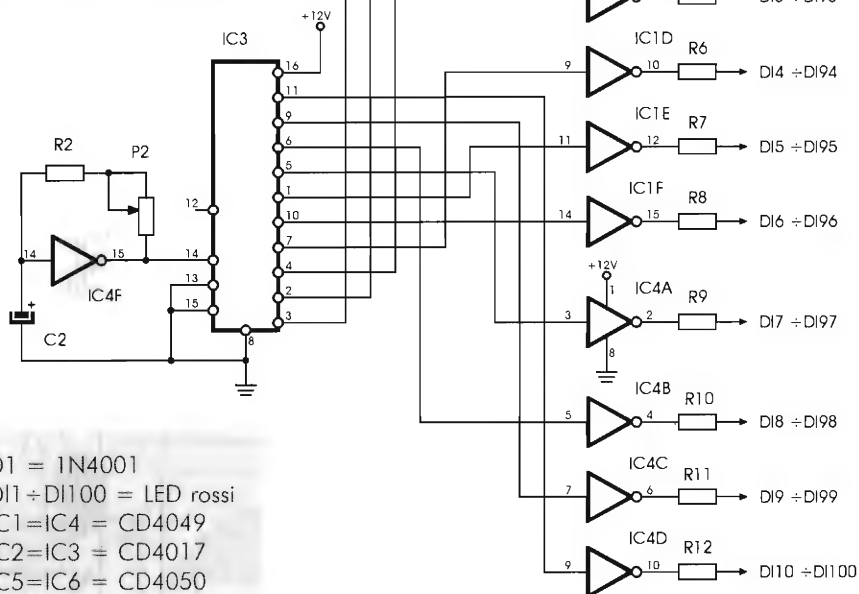 +12V
IC3
16
11
9
6
5
1
10
7
4
2
3
12
14
13
15
8
R2
P2
14
15
IC4F
+
C2
IC1D
9
10
R6
DI4 ÷DI94
IC1E
11
12
R7
DI5 ÷DI95
IC1F
14
15
R8
DI6 ÷DI96
+12V
1
IC4A
3
2
R9
DI7 ÷DI97
8
IC4B
5
4
R10
DI8 ÷DI98
IC4C
7
6
R11
DI9 ÷DI99
IC4D
9
10
R12
DI10 ÷DI100
= 1N4001
÷DI100 = LED rossi
=IC4 = CD4049
=IC3 = CD4017
=IC6 = CD4050